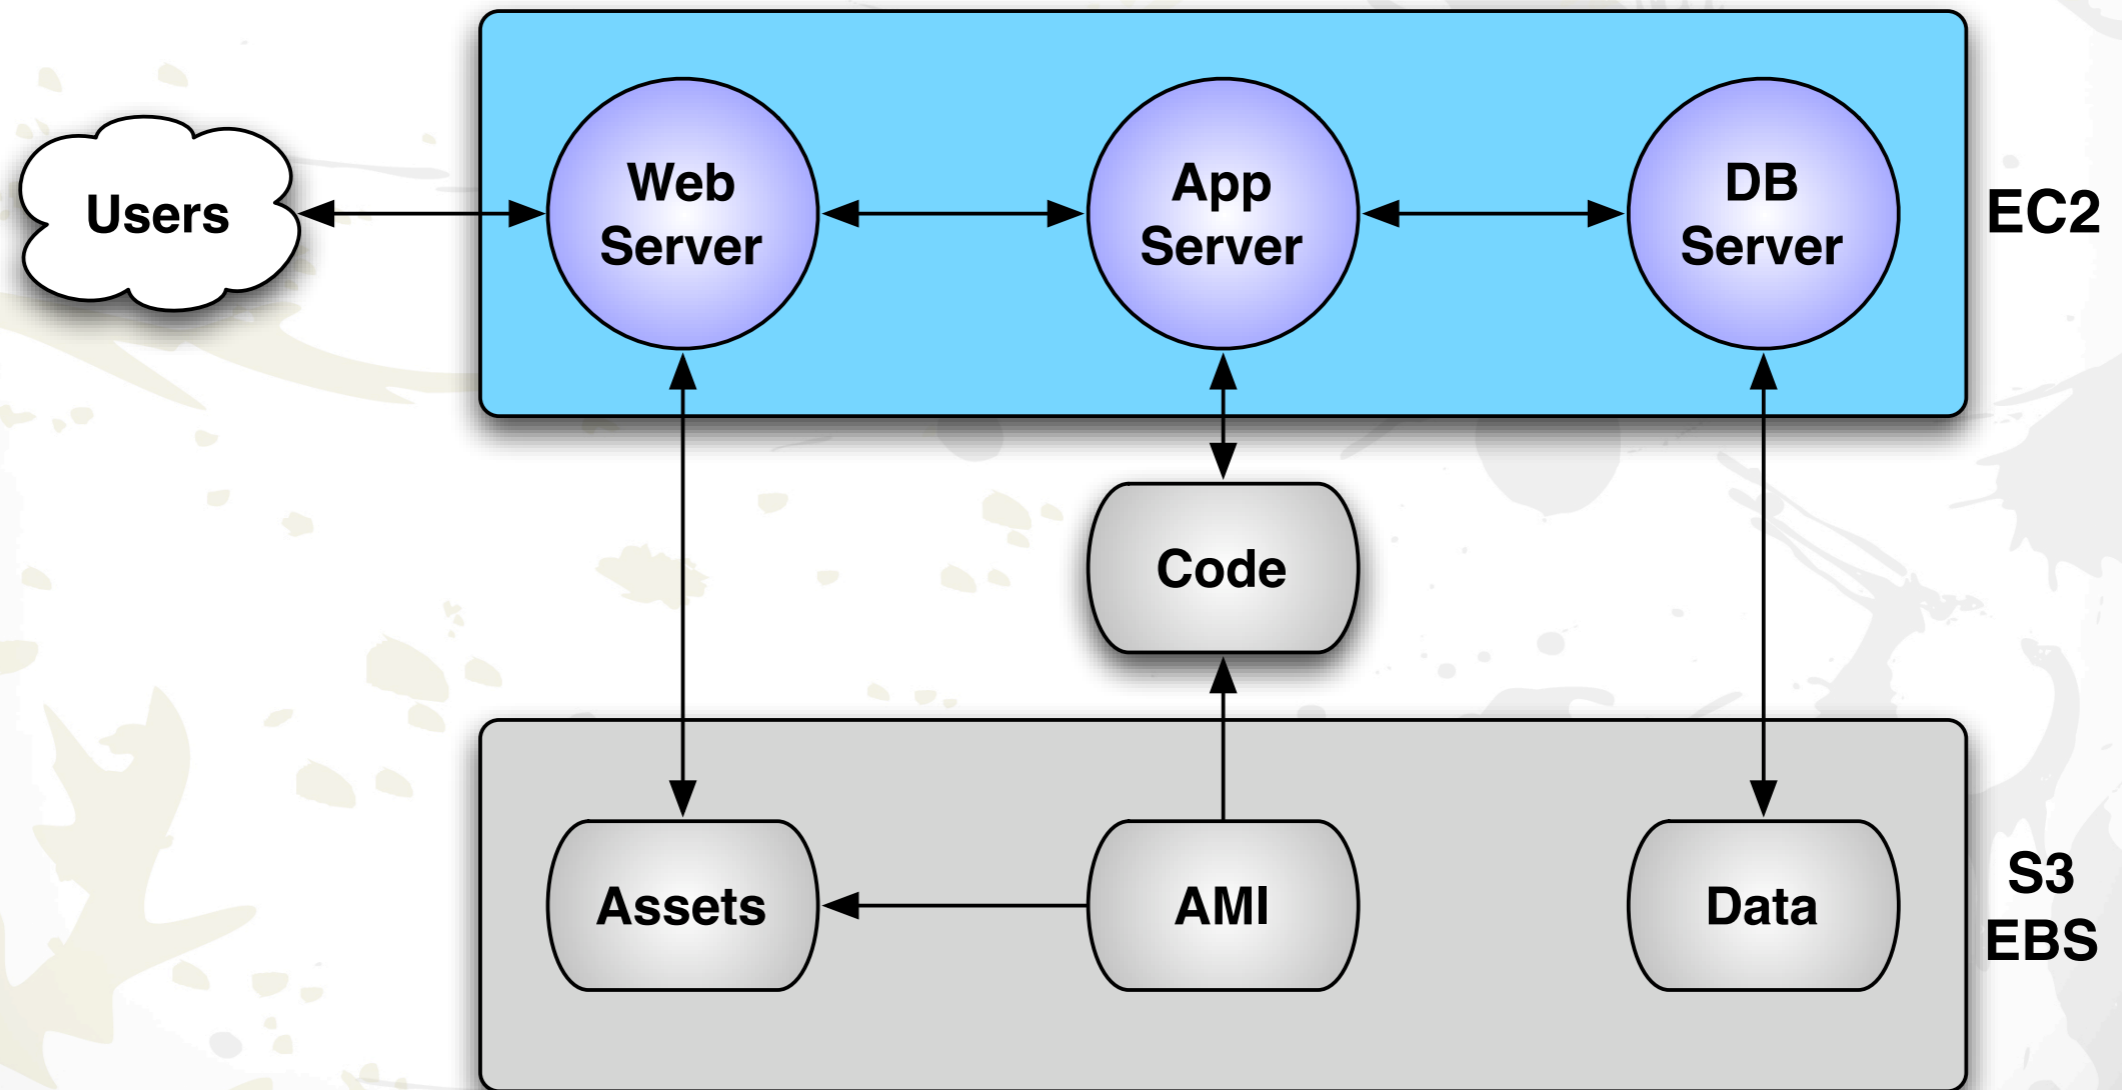 Users
Web
Server
App
Server
DB
Server
EC2
Code
Assets
AMI
Data
S3
EBS